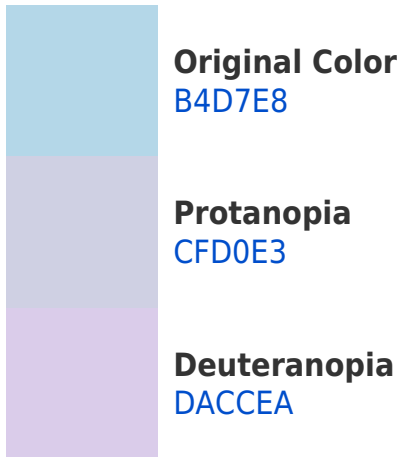 Original Color
B4D7E8
Protanopia
CFD0E3
Deuteranopia
DACCEA